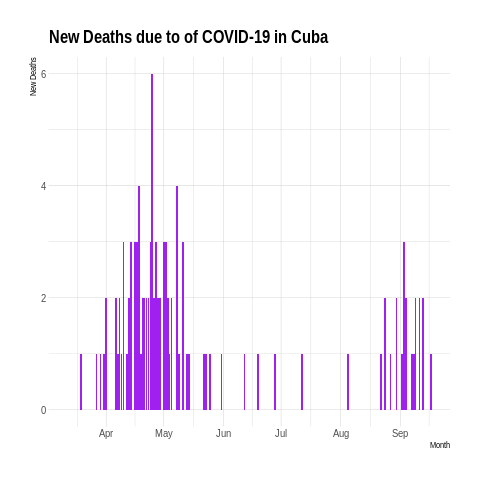 New Deaths due to of COVID-19 in Cuba
New Deaths
6
4
2
0
Apr May Jun Jul Aug Sep
Month